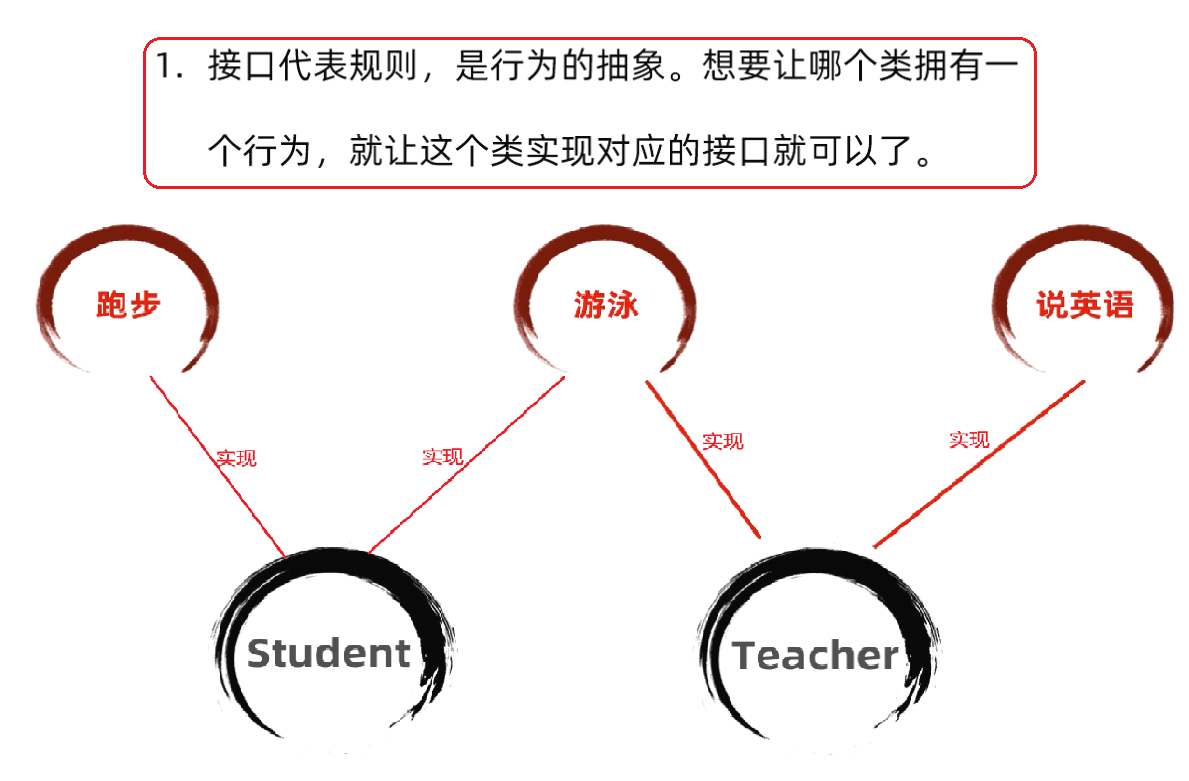 1. 接口代表规则，是行为的抽象。想要让哪个类拥有一
个行为，就让这个类实现对应的接口就可以了。
跑步
游泳
说英语
实现
实现
实现
实现
Student
Teacher